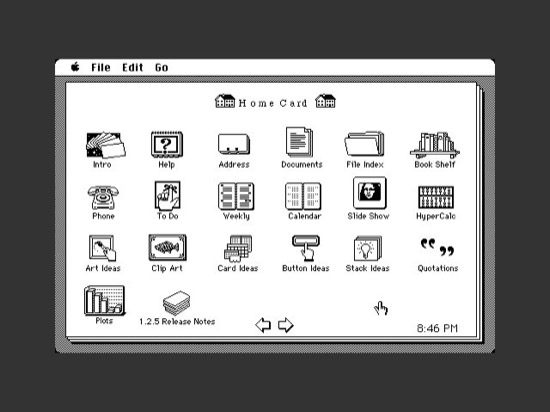 File Edit Go
Home Card
Intro Help Address Documents File Index Book Shelf
Phone To Do Weekly Calendar Slide Show HyperCalc
Art Ideas Clip Art Card Ideas Button Ideas Stack Ideas Quotations
Plots 1.2.5 Release Notes
8:46 PM